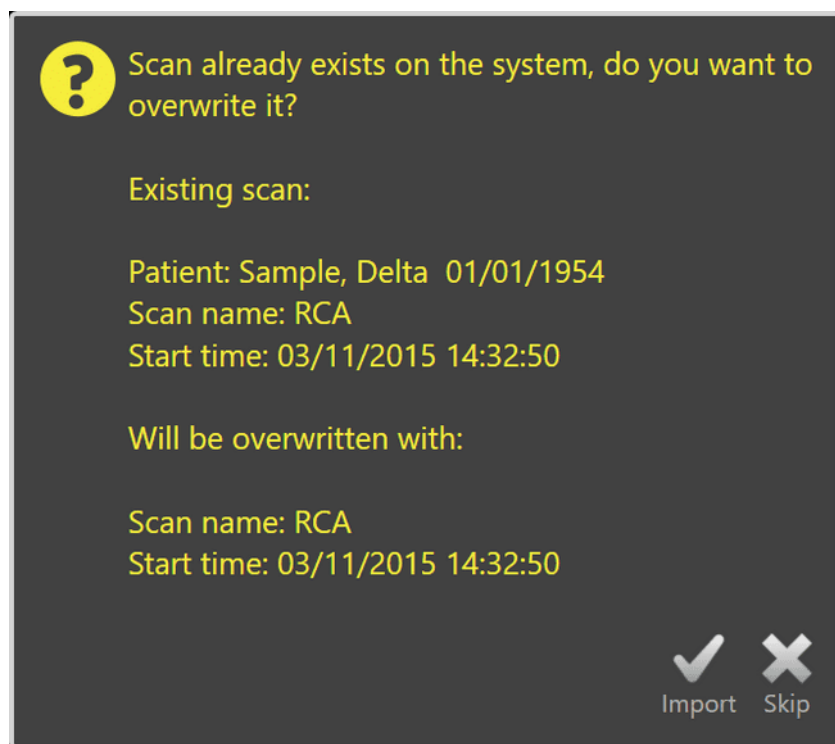 Scan already exists on the system, do you want to
overwrite it?
Existing scan:
Patient: Sample, Delta 01/01/1954
Scan name: RCA
Start time: 03/11/2015 14:32:50
Will be overwritten with:
Scan name: RCA
Start time: 03/11/2015 14:32:50
Import Skip